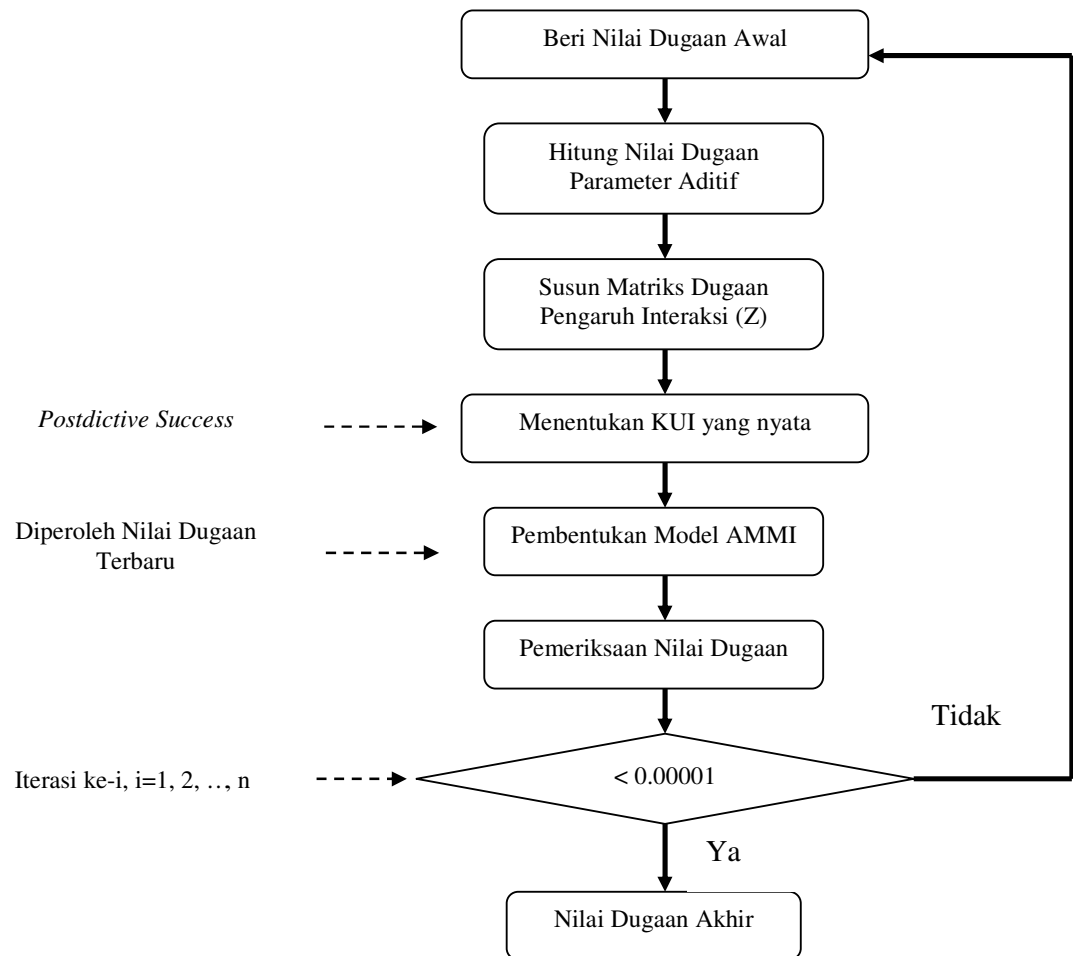 Beri Nilai Dugaan Awal
Hitung Nilai Dugaan
Parameter Aditif
Susun Matriks Dugaan
Pengaruh Interaksi (Z)
Postdictive Success
Menentukan KUI yang nyata
Diperoleh Nilai Dugaan
Terbaru
Pembentukan Model AMMI
Pemeriksaan Nilai Dugaan
Tidak
Iterasi ke-i, i=1, 2, …, n
< 0.00001
Ya
Nilai Dugaan Akhir